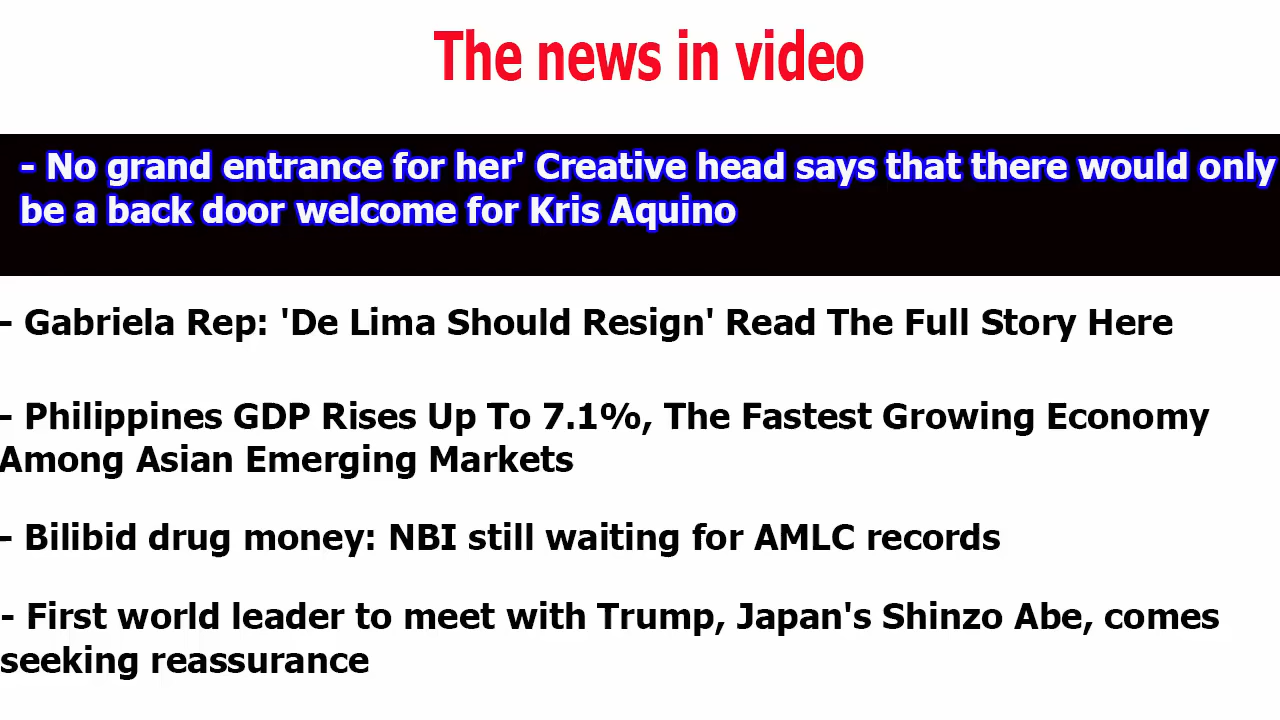 The news in video
- No grand entrance for her' Creative head says that there would only
be a back door welcome for Kris Aquino
- Gabriela Rep: 'De Lima Should Resign' Read The Full Story Here
- Philippines GDP Rises Up To 7.1%, The Fastest Growing Economy
Among Asian Emerging Markets
- Bilibid drug money: NBI still waiting for AMLC records
- First world leader to meet with Trump, Japan's Shinzo Abe, comes
seeking reassurance